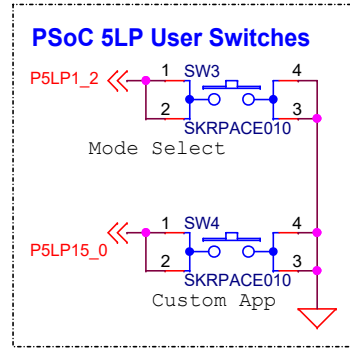 PSoC 5LP User Switches
1 SW3 4
P5LP1_2
2 3
SKRPACE010
Mode Select
1 SW4 4
P5LP15_0
2 3
SKRPACE010
Custom App